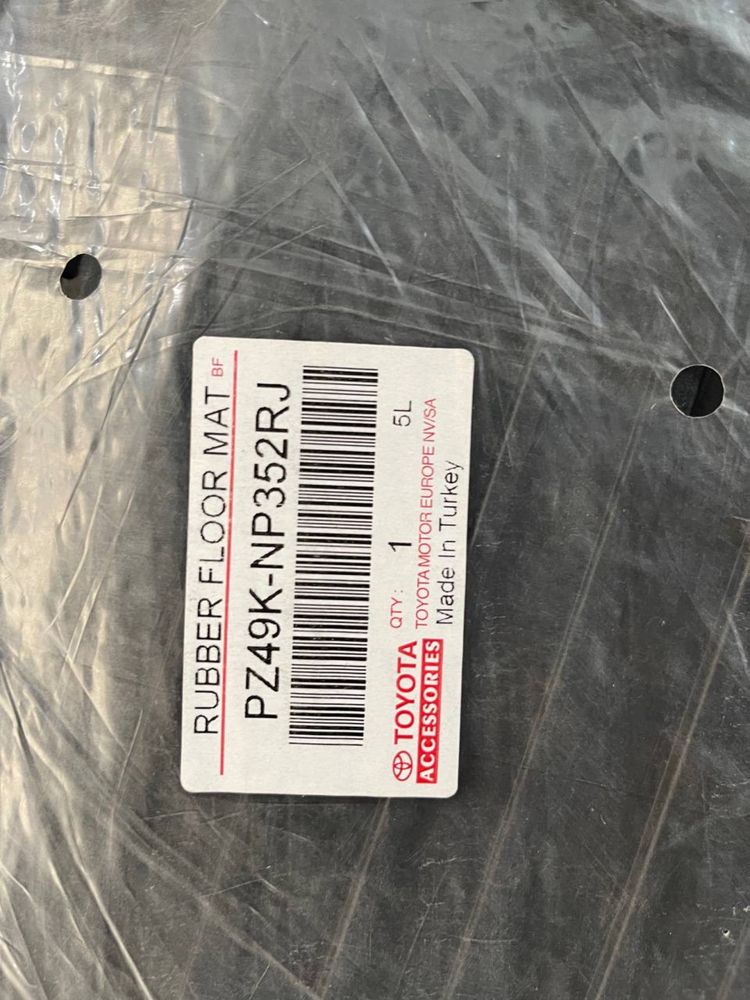 RUBBER FLOOR MAT BF
PZ49K-NP352RJ
QTY: 1 5L
TOYOTA TOYOTA MOTOR EUROPE NV/SA
ACCESSORIES Made In Turkey